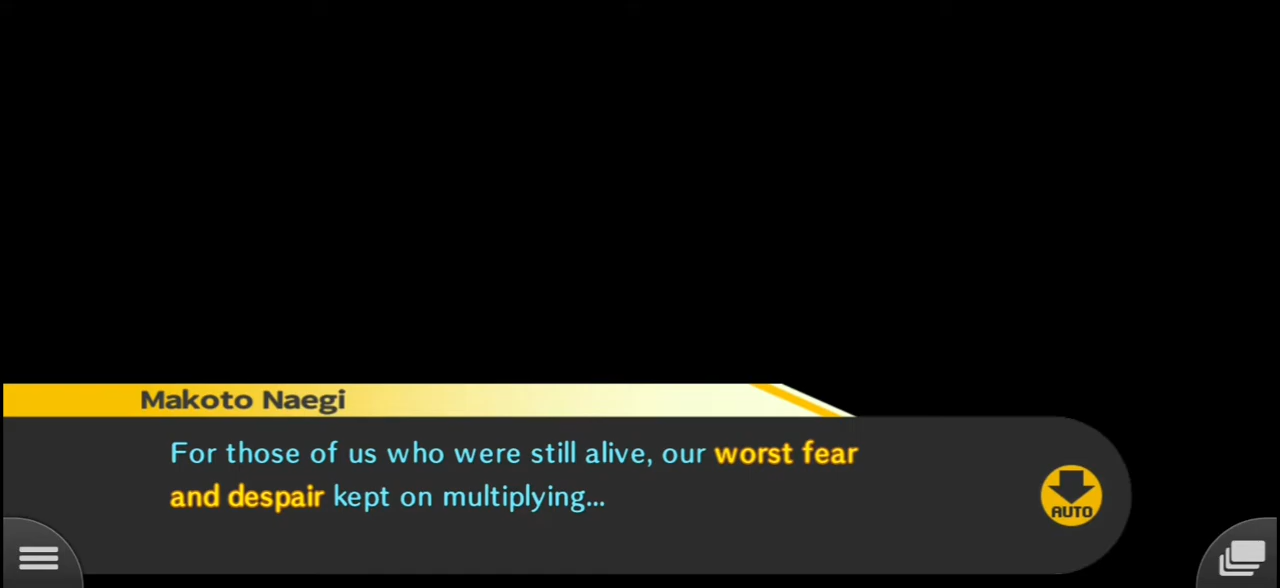 Makoto Naegi
For those of us who were still alive, our worst fear
and despair kept on multiplying...
AUTO